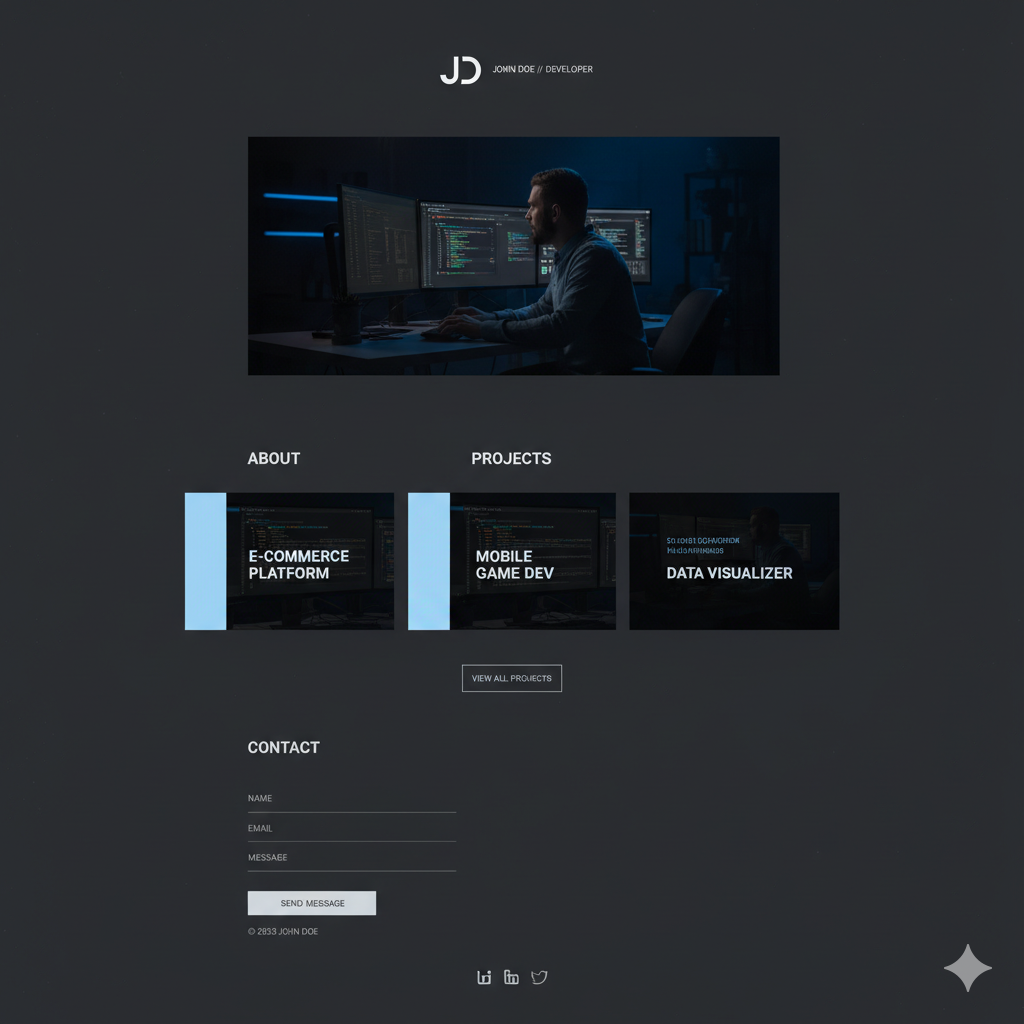 JD
JOHN DOE // DEVELOPER
ABOUT
PROJECTS
E-COMMERCE
PLATFORM
MOBILE
GAME DEV
DATA VISUALIZER
VIEW ALL PROJECTS
CONTACT
NAME
EMAIL
MESSAGE
SEND MESSAGE
© 2833 JOHN DOE